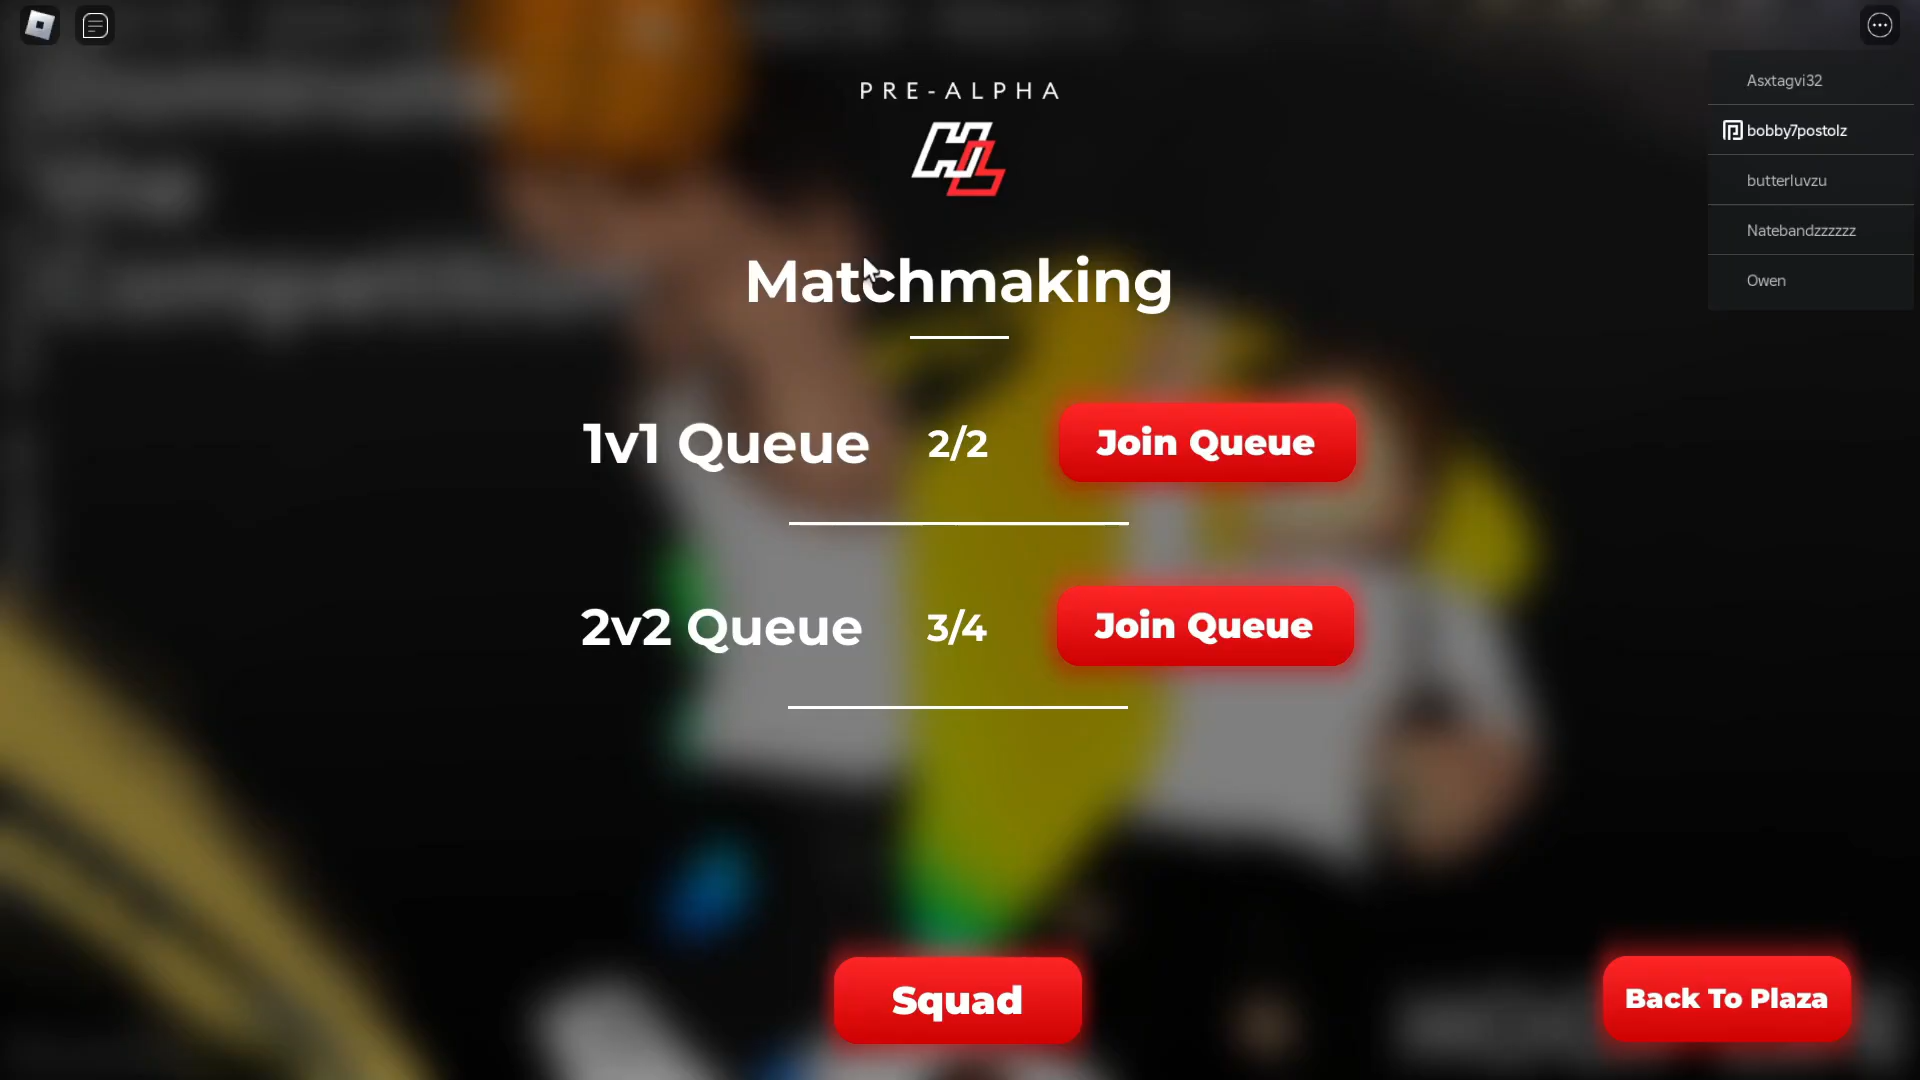 PRE-ALPHA
HL
Matchmaking
1v1 Queue 2/2 Join Queue
2v2 Queue 3/4 Join Queue
Squad
Back To Plaza
Asxtagvi32
bobby7postolz
butterluvzu
Natebandzzzzzz
Owen